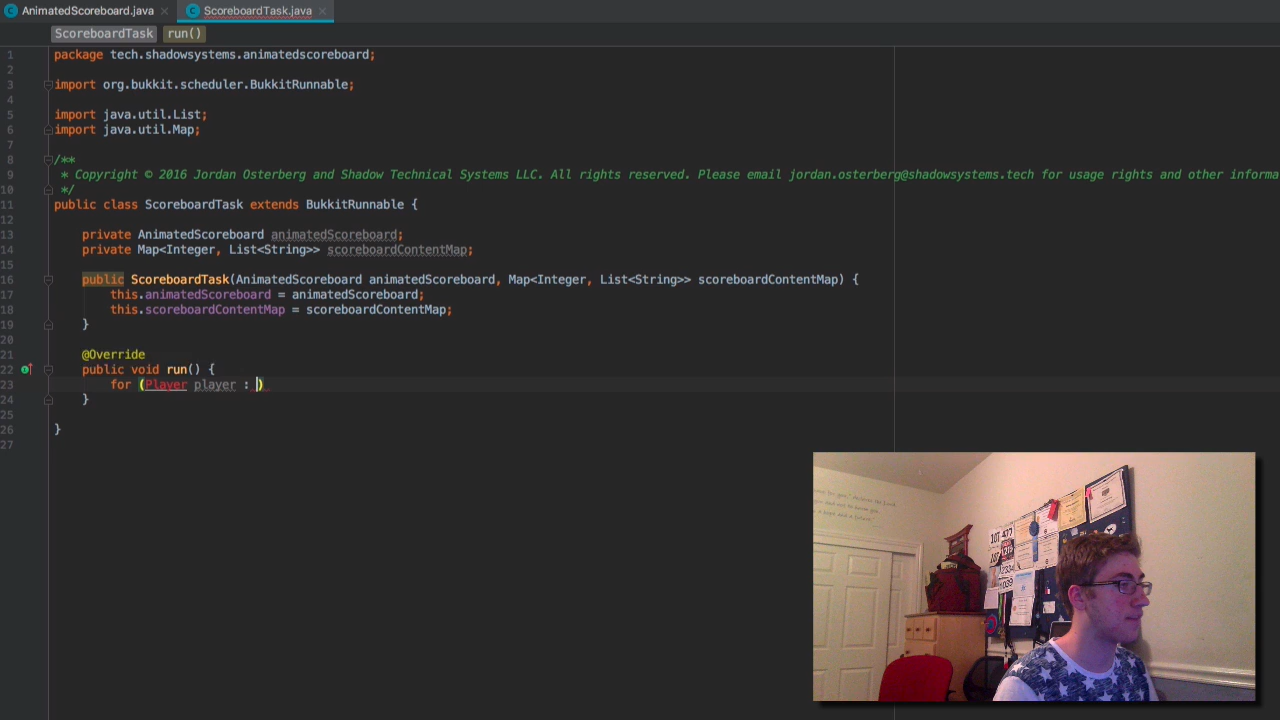 AnimatedScoreboard.java
ScoreboardTask.java
ScoreboardTask run()
1 package tech.shadowsystems.animatedscoreboard;
2
3 import org.bukkit.scheduler.BukkitRunnable;
4
5 import java.util.List;
6 import java.util.Map;
7
8 /**
9 * Copyright © 2016 Jordan Osterberg and Shadow Technical Systems LLC. All rights reserved. Please email jordan.osterberg@shadowsystems.tech for usage rights and other informa
10 */
11 public class ScoreboardTask extends BukkitRunnable {
12
13 private AnimatedScoreboard animatedScoreboard;
14 private Map<Integer, List<String>> scoreboardContentMap;
15
16 public ScoreboardTask(AnimatedScoreboard animatedScoreboard, Map<Integer, List<String>> scoreboardContentMap) {
17 this.animatedScoreboard = animatedScoreboard;
18 this.scoreboardContentMap = scoreboardContentMap;
19 }
20
21 @Override
22 public void run() {
23 for (Player player : )
24 }
25
26 }
27